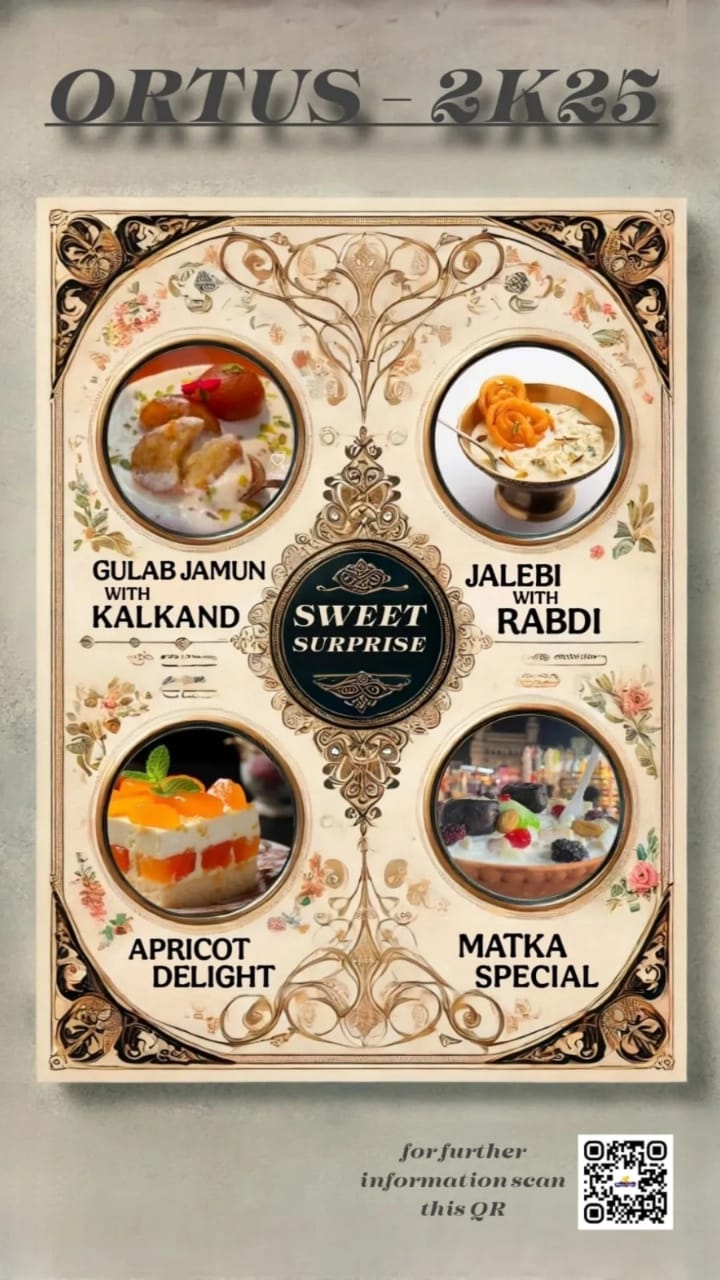 ORTUS - 2K25
GULAB JAMUN
WITH
KALKAND
JALEBI
WITH
RABDI
SWEET
SURPRISE
APRICOT
DELIGHT
MATKA
SPECIAL
for further
information scan
this QR